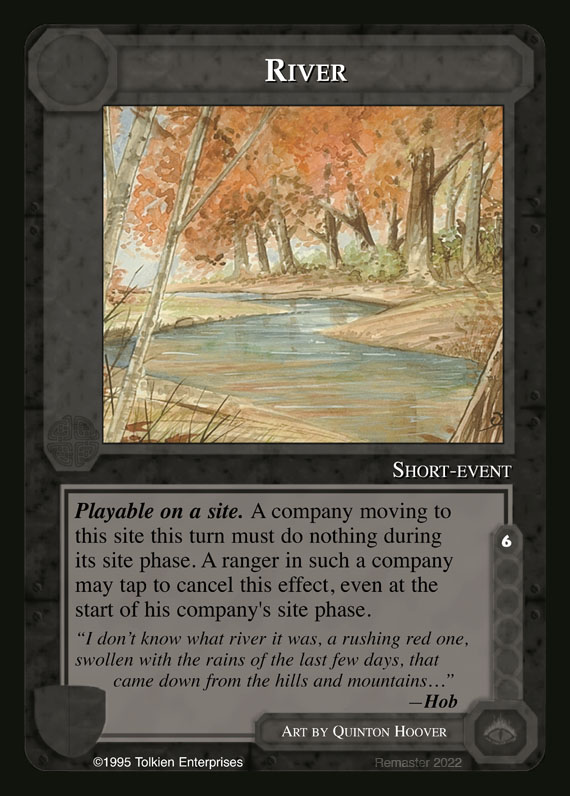 River
Short-event
Playable on a site. A company moving to
this site this turn must do nothing during
its site phase. A ranger in such a company
may tap to cancel this effect, even at the
start of his company's site phase.
6
“I don't know what river it was, a rushing red one,
swollen with the rains of the last few days, that
came down from the hills and mountains…”
—Hob
Art by Quinton Hoover
©1995 Tolkien Enterprises
Remaster 2022